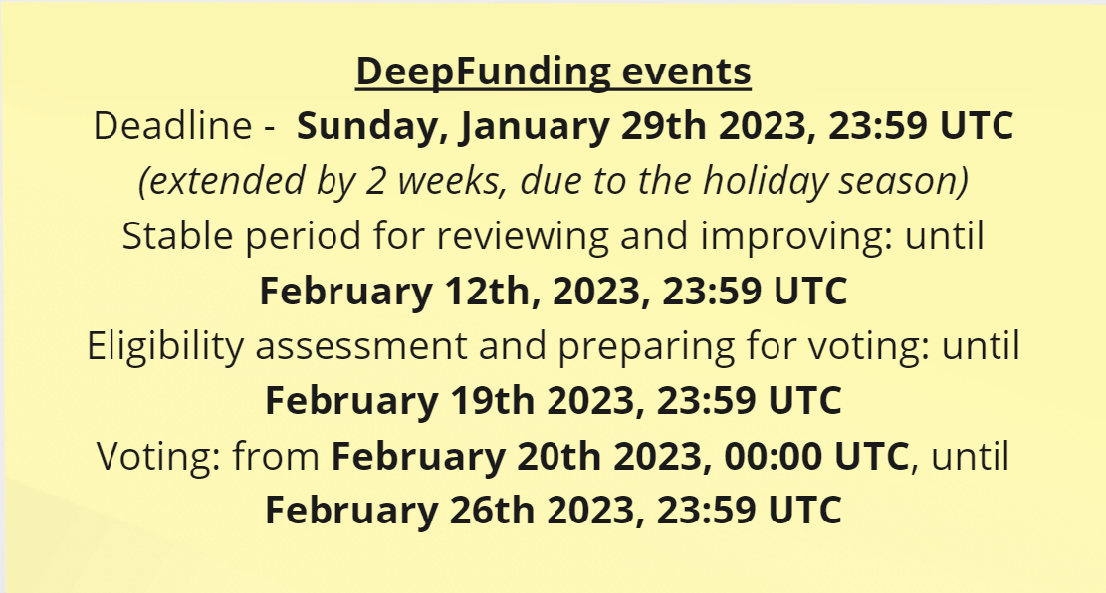 DeepFunding events
Deadline -  Sunday, January 29th 2023, 23:59 UTC
(extended by 2 weeks, due to the holiday season)
Stable period for reviewing and improving: until
February 12th, 2023, 23:59 UTC
Eligibility assessment and preparing for voting: until
February 19th 2023, 23:59 UTC
Voting: from February 20th 2023, 00:00 UTC, until
February 26th 2023, 23:59 UTC